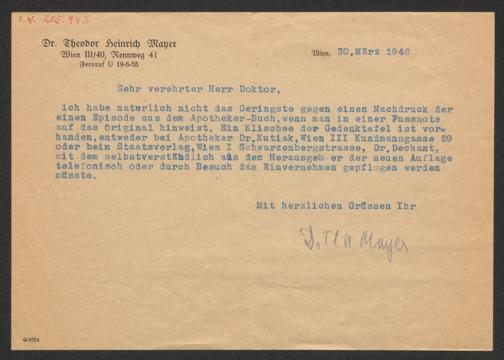 I.N. 205.943
Dr. Theodor Heinrich Mayer
Wien III/40, Rennweg 41
Fernruf U 19-6-55
Wien, 30.März 1946
Sehr verehrter Herr Doktor,
ich habe natürlich nicht das Geringste gegen einen Nachdruck der
einen Episode aus dem Apotheker-Buch,wenn man in einer Fussnote
auf das Original hinweist. Ein Klischee der Gedenktafel ist vor-
handen,entweder bei Apotheker Dr.Kutiak,Wien III Kundmanngasse 29
oder beim Staatsverlag,Wien I Schwarzenbergstrasse, Dr.Dechant,
mit dem selbstverständlich aus dem Herausgeber der neuen Auflage
telefonisch oder durch Besuch das Einvernehmen gepflogen werden
müsste.
Mit herzlichen Grüssen Ihr
Dr Th H Mayer